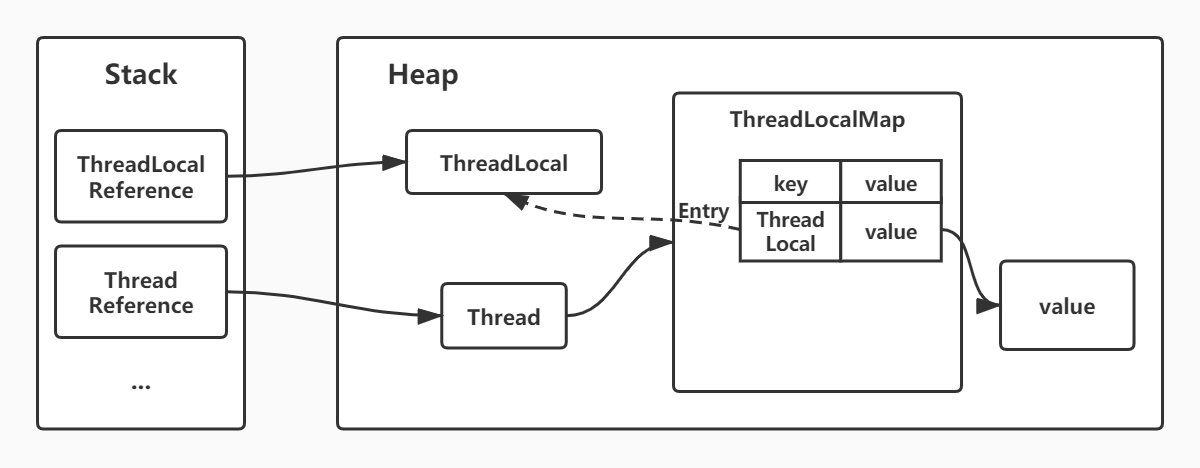 Stack
ThreadLocal
Reference
Thread
Reference
...
Heap
ThreadLocal
Thread
ThreadLocalMap
key
value
Entry
Thread
Local
value
value